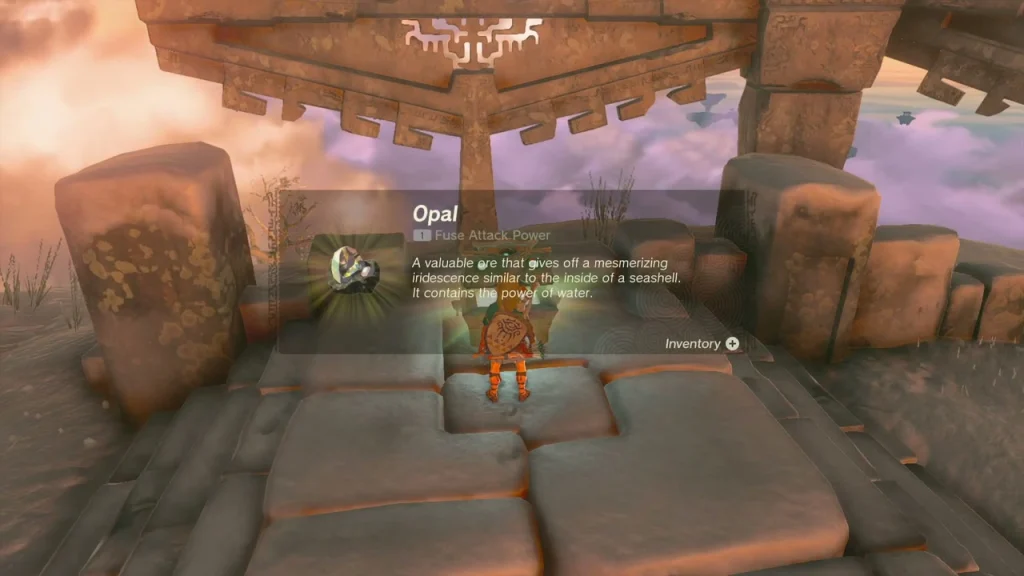 Opal
1 Fuse Attack Power
A valuable ore that gives off a mesmerizing
iridescence similar to the inside of a seashell.
It contains the power of water.
Inventory +